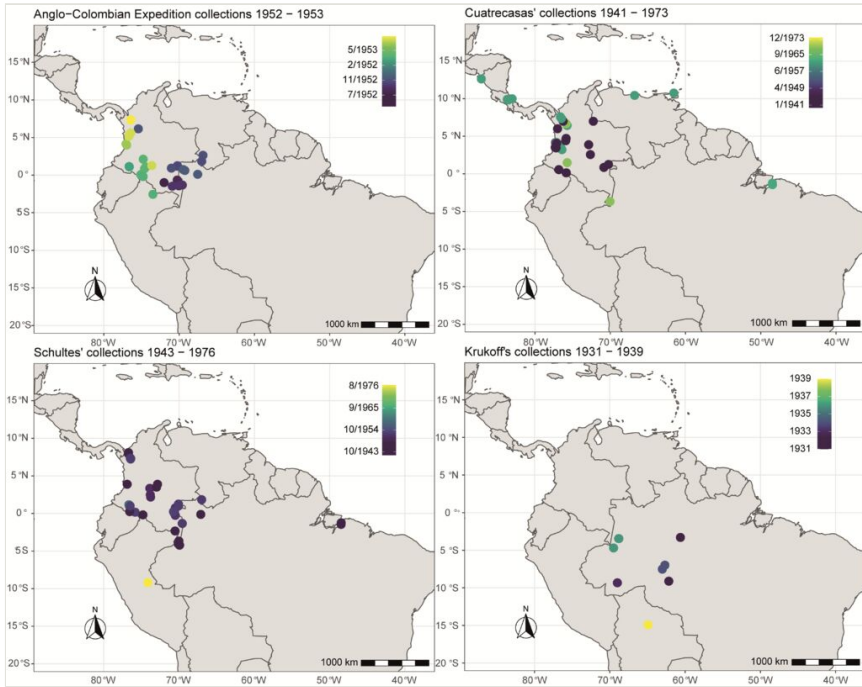 Anglo-Colombian Expedition collections 1952 – 1953
15°N
10°N
5°N
0 °
5°S
10°S
15°S
20°S
80°W
70°W
60°W
50°W
40°W
5/1953
2/1952
11/1952
7/1952
N
1000 km
Cuatrecasas' collections 1941 – 1973
15°N
10°N
5°N
0 °
5°S
10°S
15°S
20°S
80°W
70°W
60°W
50°W
40°W
12/1973
9/1965
6/1957
4/1949
1/1941
N
1000 km
Schultes' collections 1943 – 1976
15°N
10°N
5°N
0 °
5°S
10°S
15°S
20°S
80°W
70°W
60°W
50°W
40°W
8/1976
9/1965
10/1954
10/1943
N
1000 km
Krukoff's collections 1931 – 1939
15°N
10°N
5°N
0 °
5°S
10°S
15°S
20°S
80°W
70°W
60°W
50°W
40°W
1939
1937
1935
1933
1931
N
1000 km